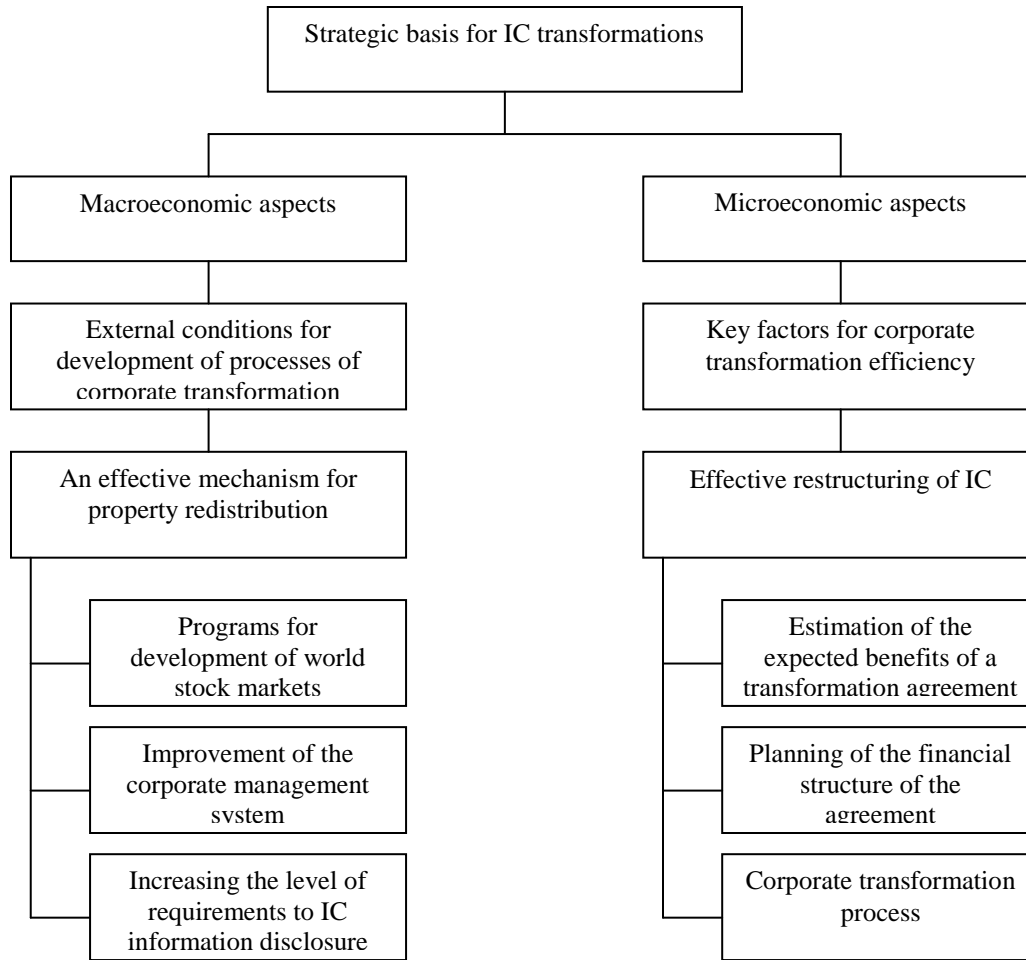 Strategic basis for IC transformations
Macroeconomic aspects
Microeconomic aspects
External conditions for
development of processes of
corporate transformation
Key factors for corporate
transformation efficiency
An effective mechanism for
property redistribution
Effective restructuring of IC
Programs for
development of world
stock markets
Estimation of the
expected benefits of a
transformation agreement
Improvement of the
corporate management
system
Planning of the financial
structure of the
agreement
Increasing the level of
requirements to IC
information disclosure
Corporate transformation
process